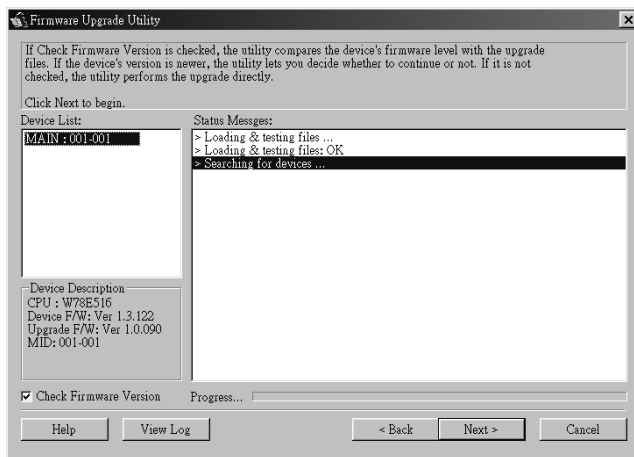 Firmware Upgrade Utility
If Check Firmware Version is checked, the utility compares the device's firmware level with the upgrade
files. If the device's version is newer, the utility lets you decide whether to continue or not. If it is not
checked, the utility performs the upgrade directly.
Click Next to begin.
Device List:
MAIN : 001-001
Status Messges:
> Loading & testing files ...
> Loading & testing files: OK
> Searching for devices ...
Device Description
CPU : W78E516
Device F/W: Ver 1.3.122
Upgrade F/W: Ver 1.0.090
MID: 001-001
Check Firmware Version
Progress...
Help
View Log
< Back
Next >
Cancel